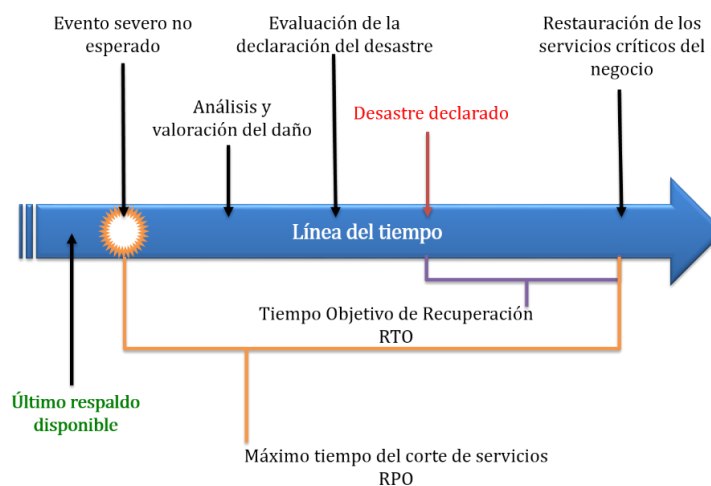 Evento severo no
esperado
Evaluación de la
declaración del desastre
Restauración de los
servicios críticos del
negocio
Análisis y
valoración del daño
Desastre declarado
Línea del tiempo
Tiempo Objetivo de Recuperación
RTO
Último respaldo
disponible
Máximo tiempo del corte de servicios
RPO